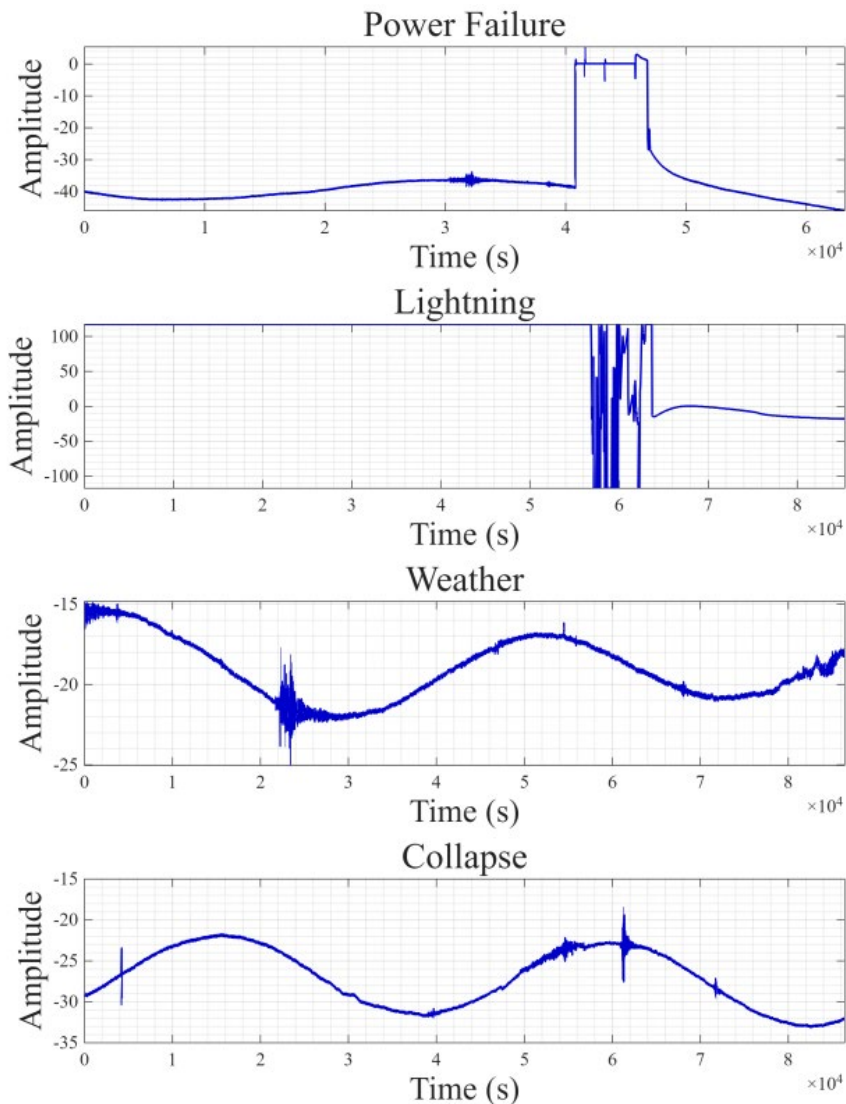 Power Failure
Amplitude
0
-10
-20
-30
-40
0 1 2 3 4 5 6
×10⁴
Time (s)
Lightning
Amplitude
100
50
0
-50
-100
0 1 2 3 4 5 6 7 8
×10⁴
Time (s)
Weather
Amplitude
-15
-20
-25
0 1 2 3 4 5 6 7 8
×10⁴
Time (s)
Collapse
Amplitude
-15
-20
-25
-30
-35
0 1 2 3 4 5 6 7 8
×10⁴
Time (s)